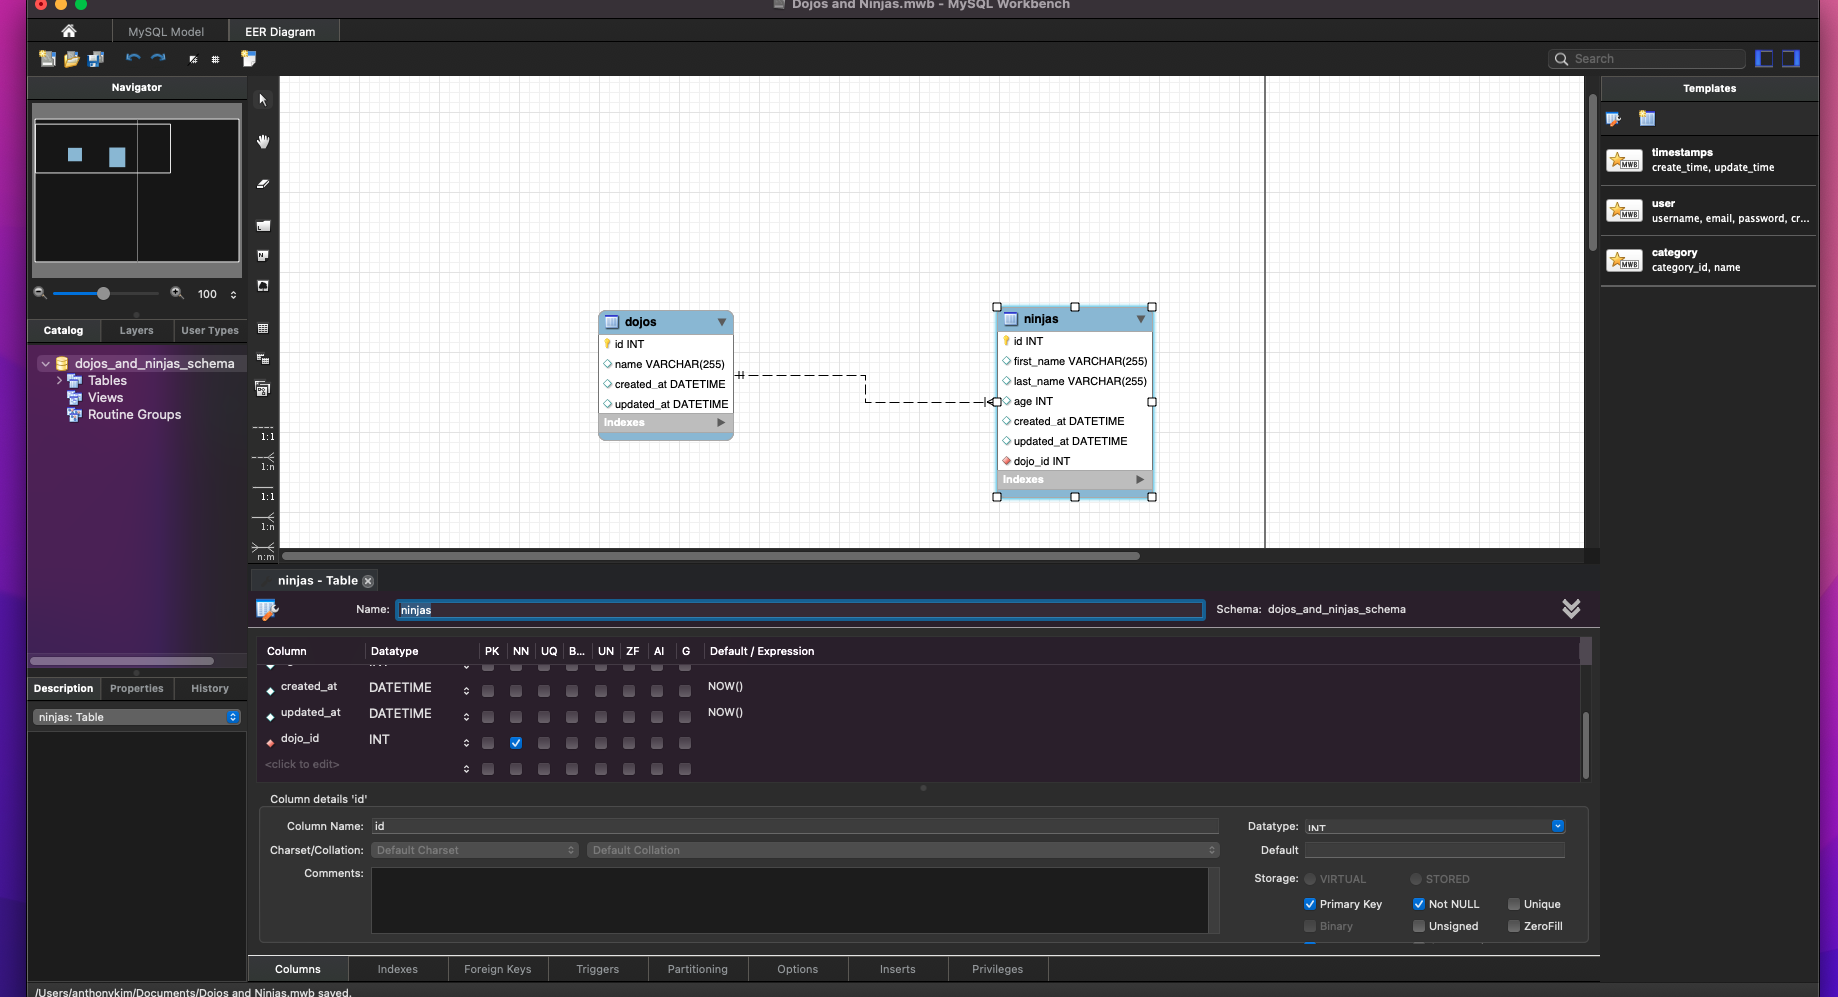 Dojos and Ninjas.mwb - MySQL Workbench
MySQL Model
EER Diagram
Search
Navigator
100
Catalog
Layers
User Types
dojos_and_ninjas_schema
Tables
Views
Routine Groups
Description
Properties
History
ninjas: Table
1:1
1:n
1:1
1:n
n:m
dojos
id INT
name VARCHAR(255)
created_at DATETIME
updated_at DATETIME
Indexes
ninjas
id INT
first_name VARCHAR(255)
last_name VARCHAR(255)
age INT
created_at DATETIME
updated_at DATETIME
dojo_id INT
Indexes
Templates
timestamps
create_time, update_time
user
username, email, password, cr...
category
category_id, name
ninjas - Table
Name: ninjas
Schema: dojos_and_ninjas_schema
Column Datatype PK NN UQ B... UN ZF AI G Default / Expression
created_at DATETIME NOW()
updated_at DATETIME NOW()
dojo_id INT
<click to edit>
Column details 'id'
Column Name: id
Charset/Collation: Default Charset Default Collation
Comments:
Datatype: INT
Default
Storage: VIRTUAL STORED
Primary Key Not NULL Unique
Binary Unsigned ZeroFill
Columns Indexes Foreign Keys Triggers Partitioning Options Inserts Privileges
/Users/anthonykim/Documents/Dojos and Ninjas.mwb saved.